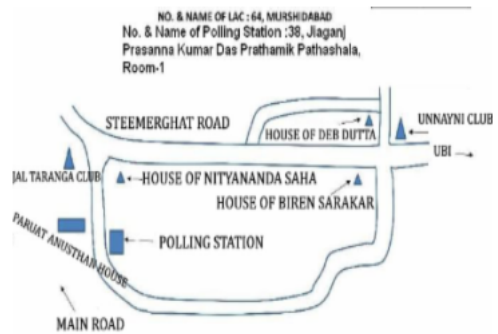 NO. & NAME OF LAC : 64, MURSHIDABAD
No. & Name of Polling Station :38, Jiaganj
Prasanna Kumar Das Prathamik Pathashala,
Room-1
STEEMERGHAT ROAD
HOUSE OF DEB DUTTA
UNNAYNI CLUB
UBI
JAL TARANGA CLUB
HOUSE OF NITYANANDA SAHA
HOUSE OF BIREN SARAKAR
PARUAT ANUSTHAN HOUSE
POLLING STATION
MAIN ROAD